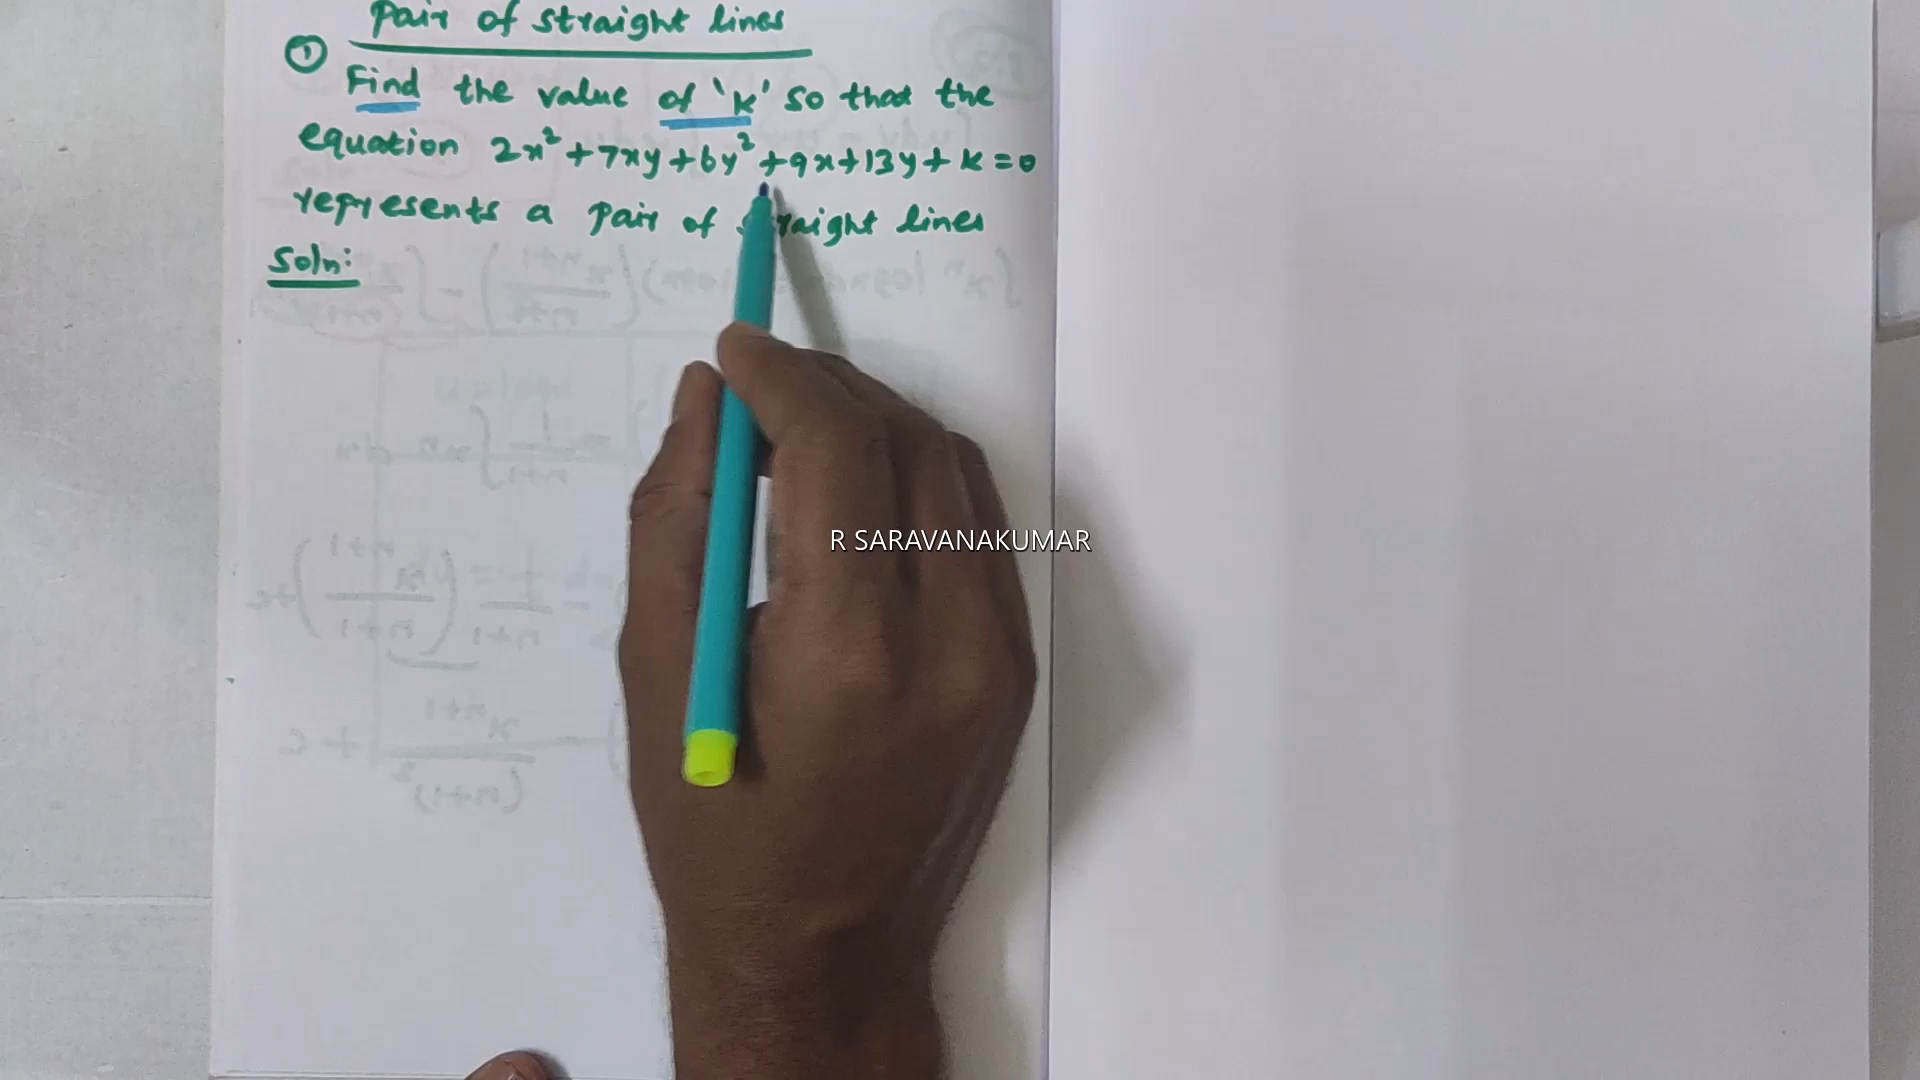 Pair of straight lines
① Find the value of 'k' so that the
equation 2x² + 7xy + 6y² + 9x + 13y + k = 0
represents a pair of straight lines
Soln:
R SARAVANAKUMAR